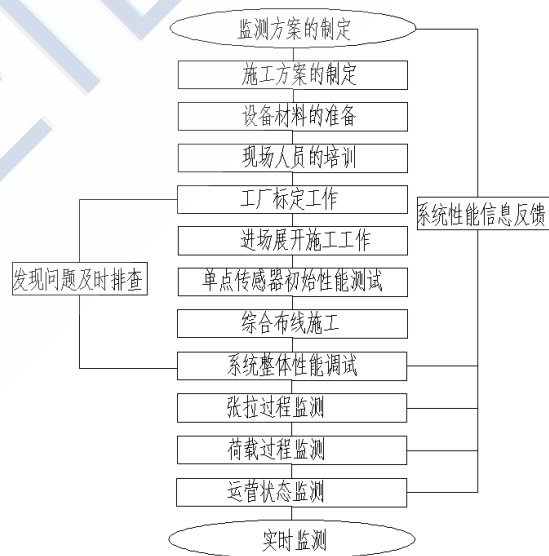 监测方案的制定
施工方案的制定
设备材料的准备
现场人员的培训
工厂标定工作
系统性能信息反馈
进场展开施工工作
发现问题及时排查
单点传感器初始性能测试
综合布线施工
系统整体性能调试
张拉过程监测
荷载过程监测
运营状态监测
实时监测